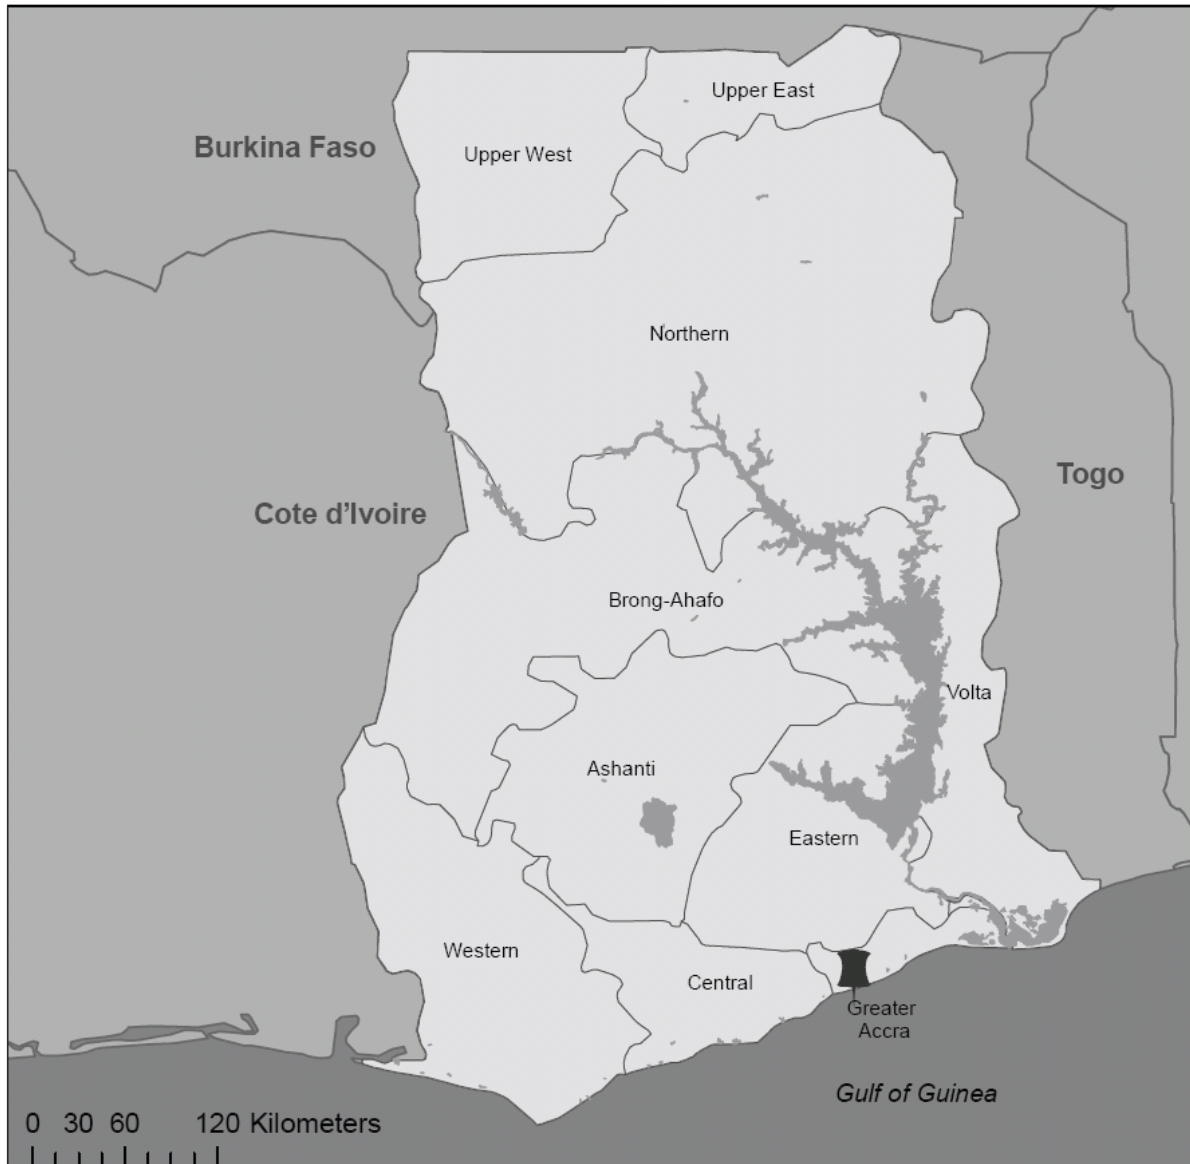 Upper East
Burkina Faso
Upper West
Northern
Togo
Cote d'Ivoire
Brong-Ahafo
Volta
Ashanti
Eastern
Western
Central
Greater
Accra
Gulf of Guinea
0 30 60 120 Kilometers